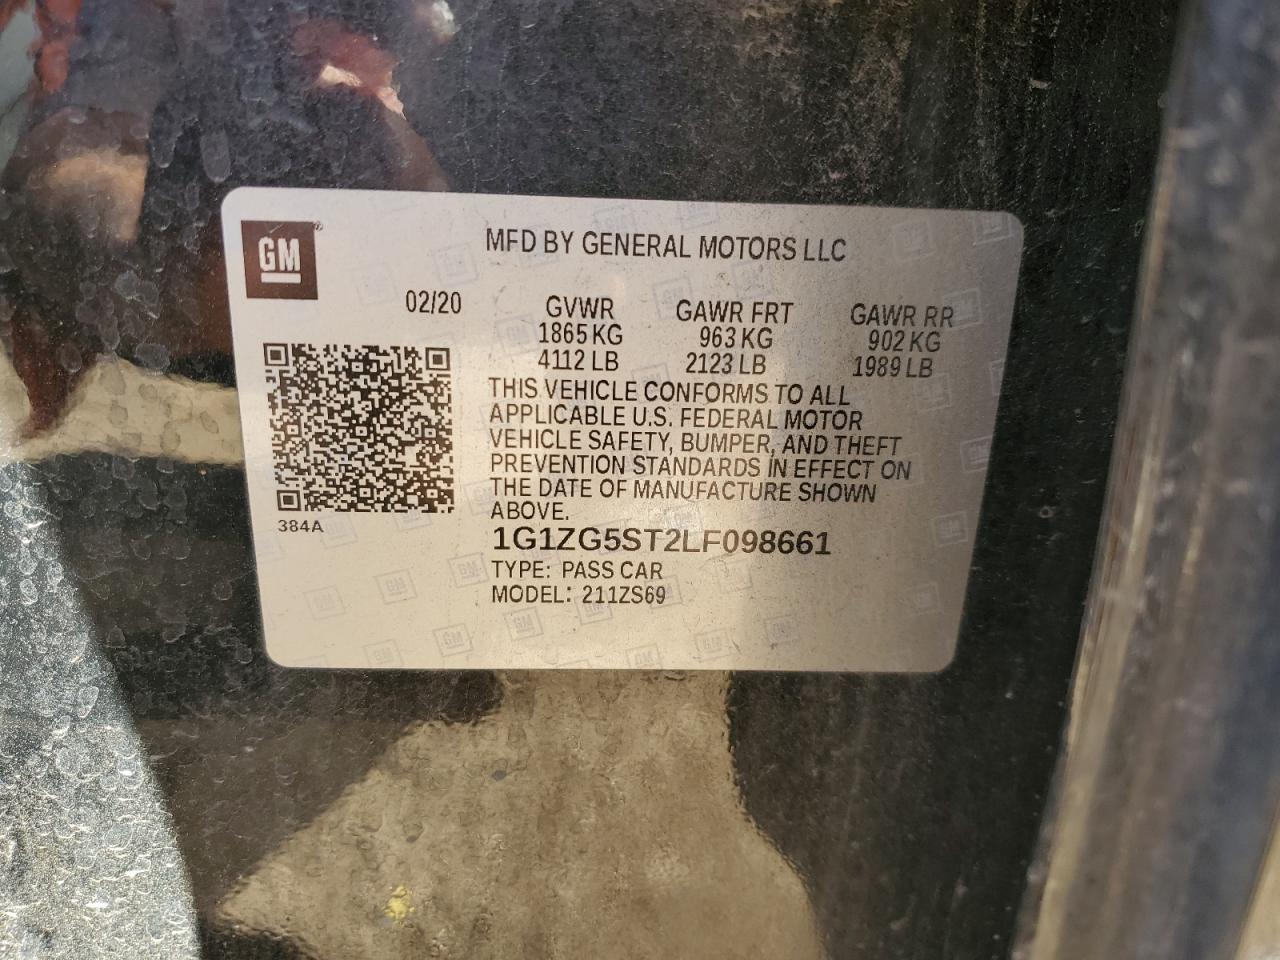 GM®
MFD BY GENERAL MOTORS LLC
02/20 GVWR GAWR FRT GAWR RR
1865 KG 963 KG 902 KG
4112 LB 2123 LB 1989 LB
THIS VEHICLE CONFORMS TO ALL
APPLICABLE U.S. FEDERAL MOTOR
VEHICLE SAFETY, BUMPER, AND THEFT
PREVENTION STANDARDS IN EFFECT ON
THE DATE OF MANUFACTURE SHOWN
ABOVE.
384A
1G1ZG5ST2LF098661
TYPE: PASS CAR
MODEL: 211ZS69